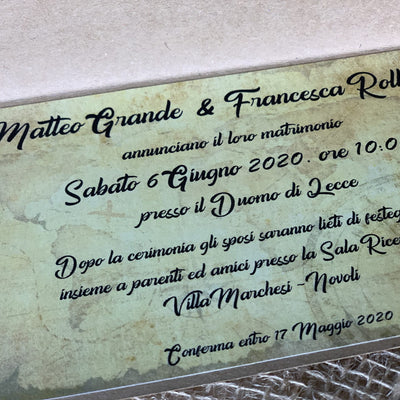 Matteo Grande & Francesca Roll
annunciano il loro matrimonio
Sabato 6 Giugno 2020. ore 10:0
presso il Duomo di Lecce
Dopo la cerimonia gli sposi saranno lieti di festeg
insieme a parenti ed amici presso la Sala Rice
Villa Marchesi - Novoli
Conferma entro 17 Maggio 2020